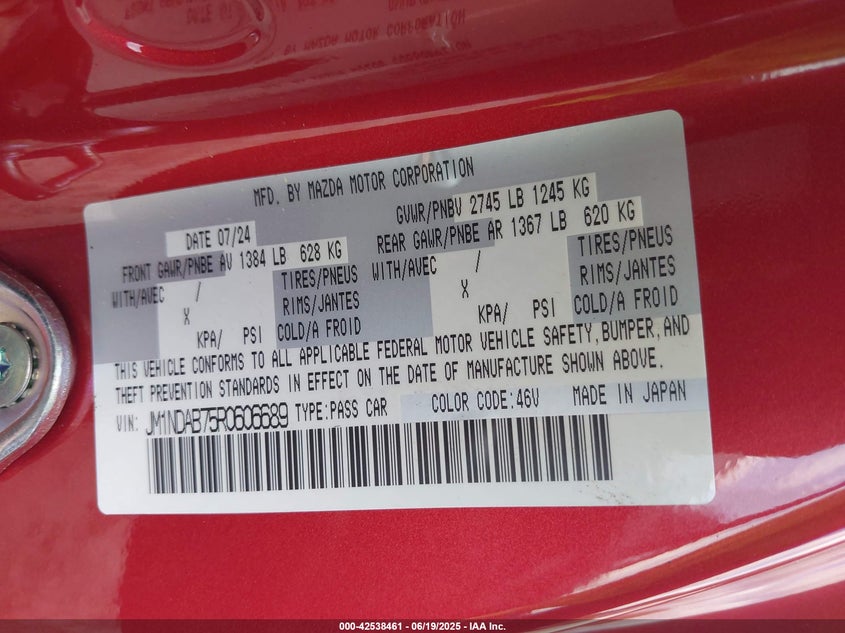 MFD. BY MAZDA MOTOR CORPORATION
DATE 07/24
GVWR/PNBV 2745 LB 1245 KG
FRONT GAWR/PNBE AV 1384 LB 628 KG
REAR GAWR/PNBE AR 1367 LB 620 KG
WITH/AVEC / TIRES/PNEUS
X RIMS/JANTES
KPA/ PSI COLD/A FROID
WITH/AVEC / TIRES/PNEUS
X RIMS/JANTES
KPA/ PSI COLD/A FROID
THIS VEHICLE CONFORMS TO ALL APPLICABLE FEDERAL MOTOR VEHICLE SAFETY, BUMPER, AND
THEFT PREVENTION STANDARDS IN EFFECT ON THE DATE OF MANUFACTURE SHOWN ABOVE.
VIN: JM1NDAB75R0606689 TYPE:PASS CAR COLOR CODE:46V MADE IN JAPAN
000-42538461 - 06/19/2025 - IAA Inc.